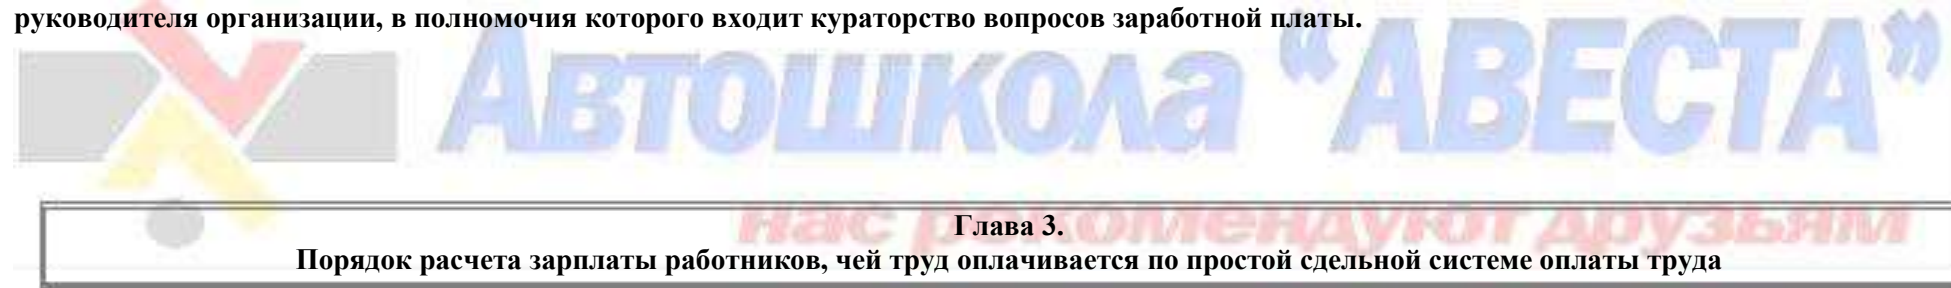 руководителя организации, в полномочия которого входит кураторство вопросов заработной платы.
Автошкола “АВЕСТА”
нас рекомендуют друзьям
Глава 3.
Порядок расчета зарплаты работников, чей труд оплачивается по простой сдельной системе оплаты труда